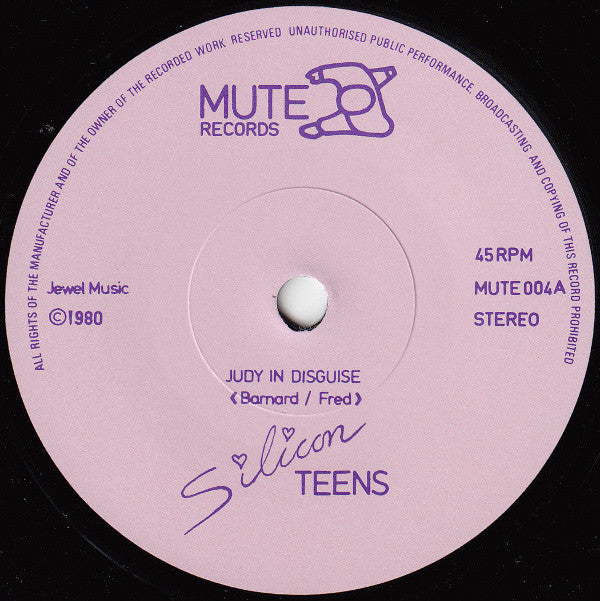 ALL RIGHTS OF THE MANUFACTURER AND OF THE OWNER OF THE RECORDED WORK RESERVED UNAUTHORISED PUBLIC PERFORMANCE, BROADCASTING AND COPYING OF THIS RECORD PROHIBITED
MUTE
RECORDS
45RPM
Jewel Music
MUTE 004A
©1980
STEREO
JUDY IN DISGUISE
《Barnard / Fred》
Silicon
TEENS